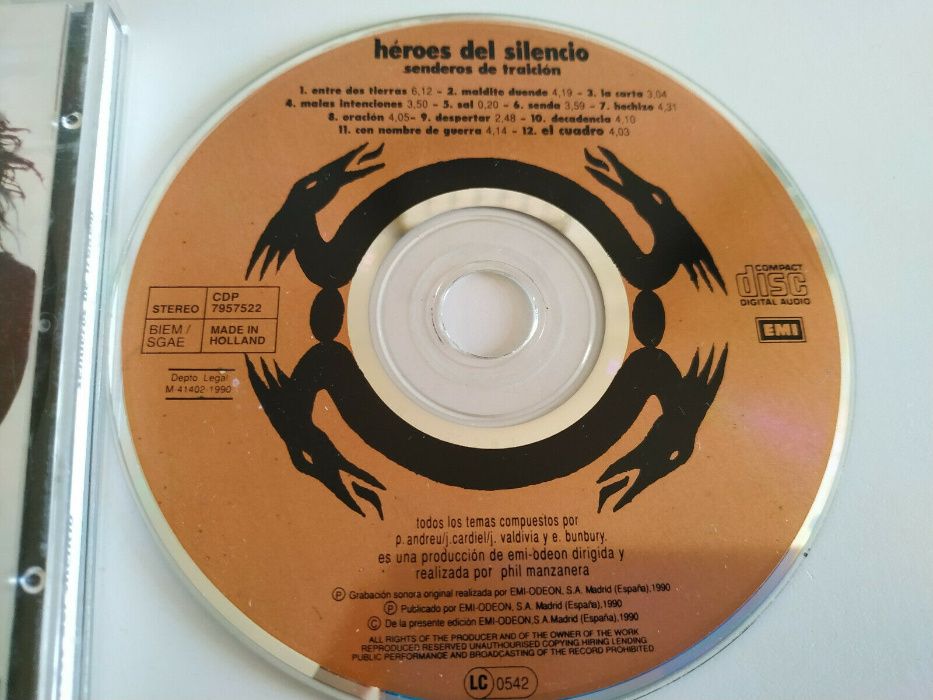 héroes del silencio
senderos de traición
1. entre dos tierras 6,12 - 2. maldito duende 4,19 - 3. la carta 3,04
4. malas intenciones 3,50 - 5. sal 0,20 - 6. senda 3,59 - 7. hechizo 4,31
8. oración 4,05 - 9. despertar 2,48 - 10. decadencia 4,10
11. con nombre de guerra 4,14 - 12. el cuadro 4,03
STEREO
CDP
7957522
BIEM /
SGAE
MADE IN
HOLLAND
Depto Legal
M-41402-1990
COMPACT
disc
DIGITAL AUDIO
EMI
todos los temas compuestos por
p. andreu/j.cardiel/j. valdivia y e. bunbury.
es una producción de emi-odeon dirigida y
realizada por phil manzanera
Ⓟ Grabación sonora original realizada por EMI-ODEON, S.A. Madrid (España),1990
Ⓟ Publicado por EMI-ODEON, S.A. Madrid (España),1990
Ⓒ De la presente edición EMI-ODEON, S.A.Madrid (España),1990
ALL RIGHTS OF THE PRODUCER AND OF THE OWNER OF THE WORK
REPRODUCED RESERVED UNAUTHORISED COPYING HIRING LENDING
PUBLIC PERFORMANCE AND BROADCASTING OF THE RECORD PROHIBITED
LC 0542